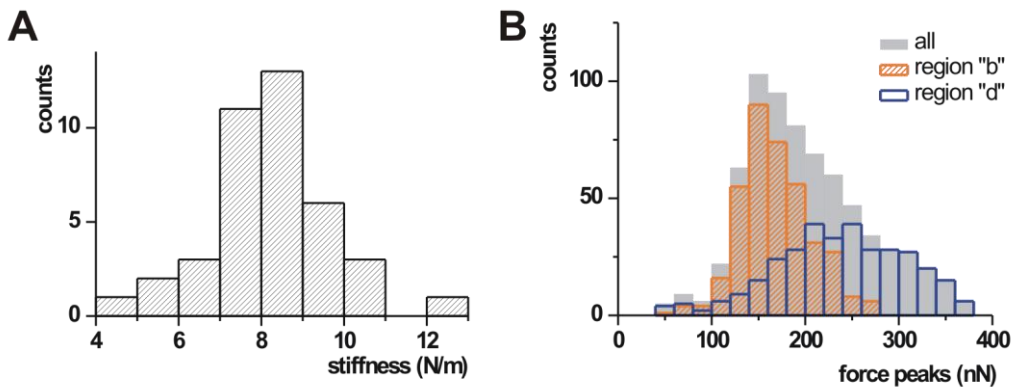 A
counts
10
5
0
4
6
8
10
12
stiffness (N/m)
B
counts
100
50
0
0
100
200
300
400
force peaks (nN)
all
region "b"
region "d"